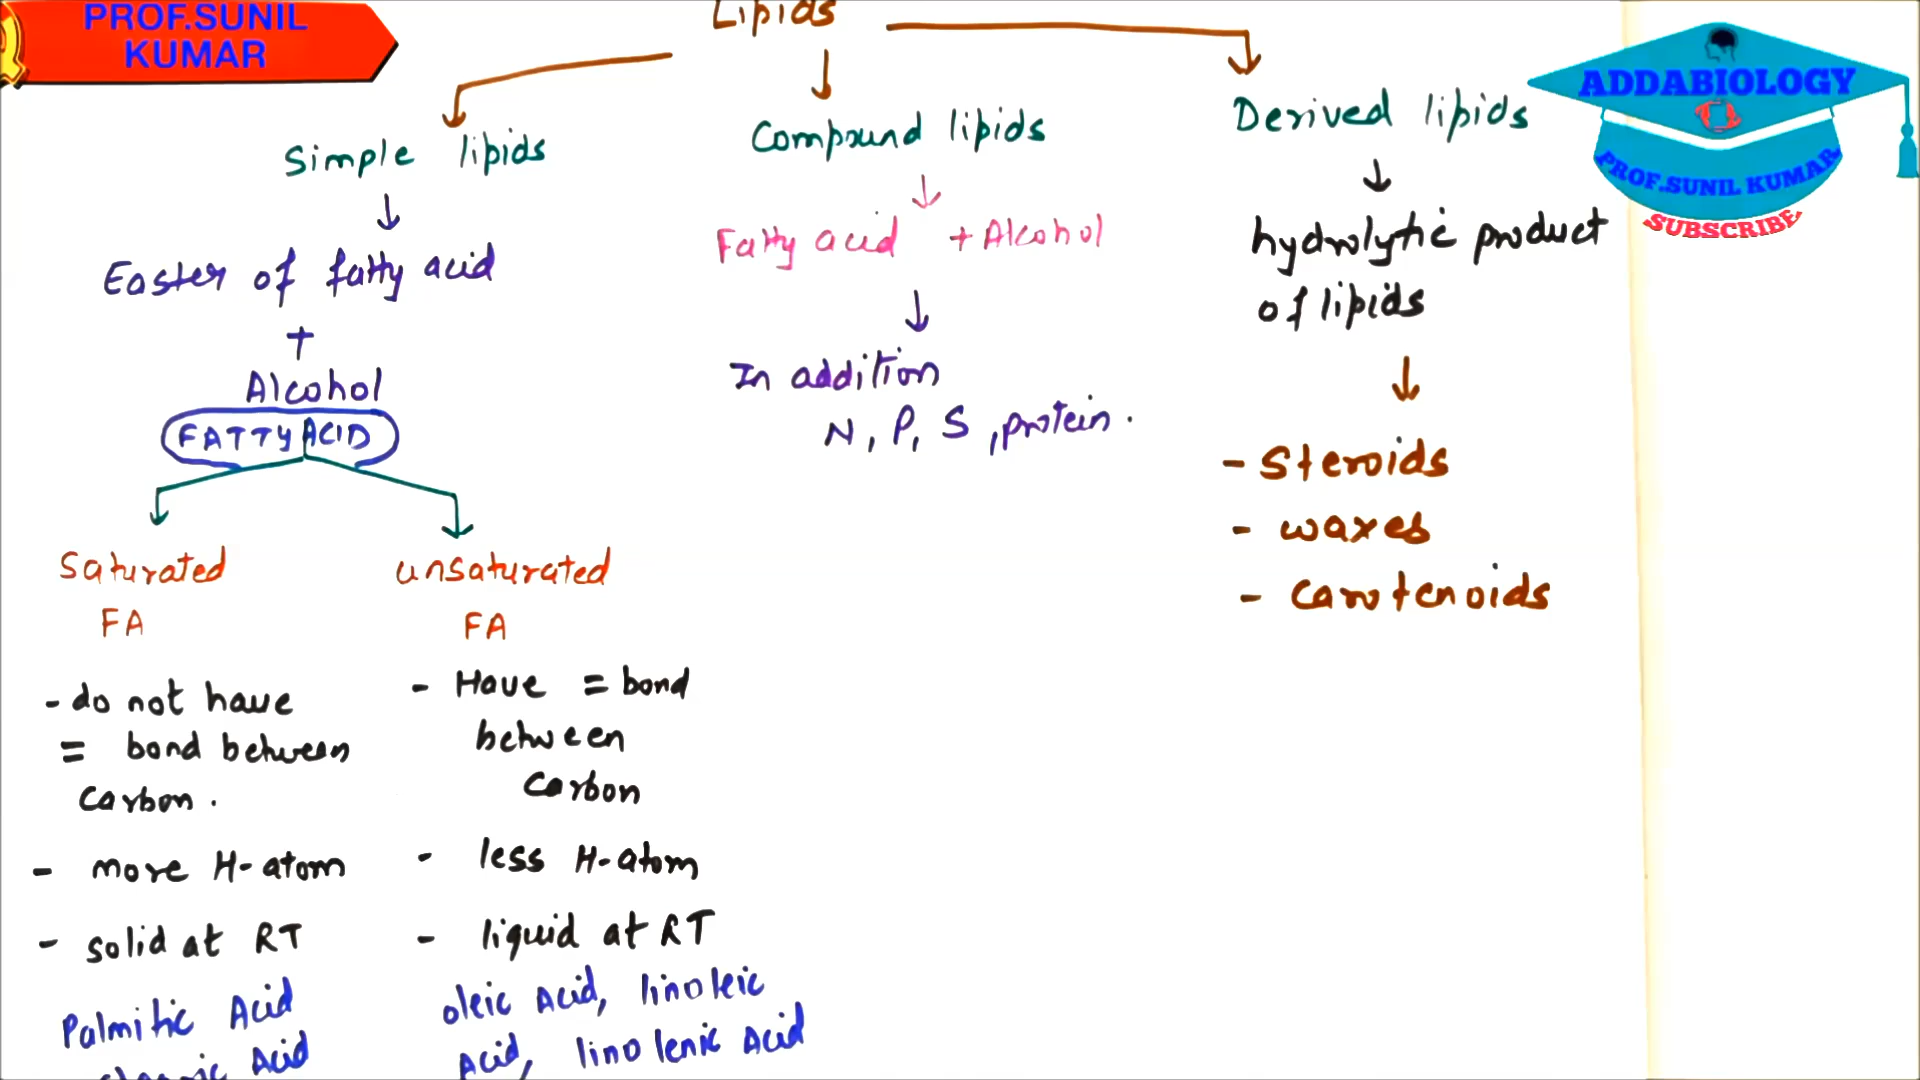 PROF.SUNIL
KUMAR
Lipids
ADDABIOLOGY
PROF.SUNIL KUMAR
SUBSCRIBE
Simple lipids
Easter of fatty acid
+
Alcohol
FATTY ACID
Saturated
FA
- do not have
= bond between
carbon.
- more H-atom
- solid at RT
Palmitic Acid
Acid
unsaturated
FA
- Have = bond
between
carbon
- less H-atom
- liquid at RT
oleic Acid, linoleic
Acid, linolenic Acid
Compound lipids
Fatty acid + Alcohol
In addition
N, P, S, protein.
Derived lipids
hydrolytic product
of lipids
- Steroids
- waxes
- carotenoids